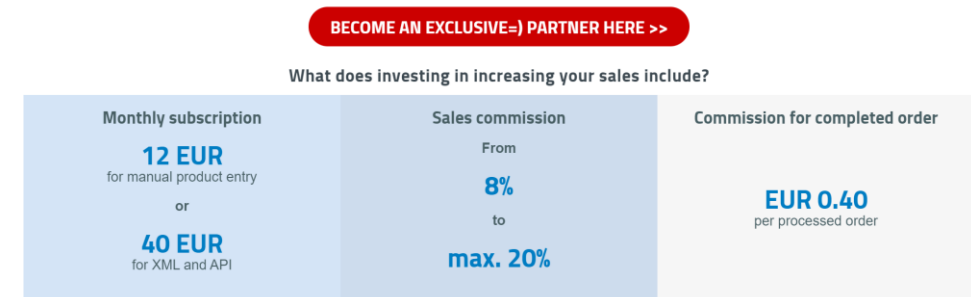 BECOME AN EXCLUSIVE=) PARTNER HERE >>
What does investing in increasing your sales include?
Monthly subscription
12 EUR
for manual product entry
or
40 EUR
for XML and API
Sales commission
From
8%
to
max. 20%
Commission for completed order
EUR 0.40
per processed order